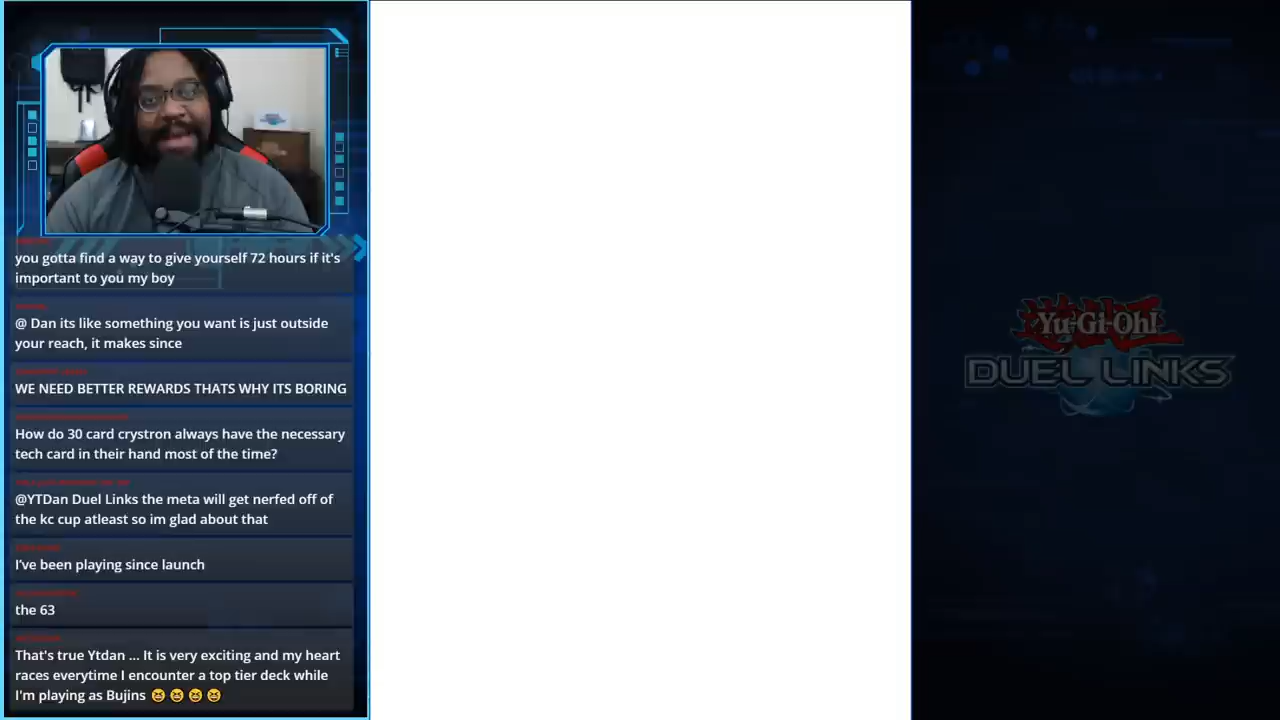 you gotta find a way to give yourself 72 hours if it's
important to you my boy
@ Dan its like something you want is just outside
your reach, it makes since
WE NEED BETTER REWARDS THATS WHY ITS BORING
How do 30 card crystron always have the necessary
tech card in their hand most of the time?
@YTDan Duel Links the meta will get nerfed off of
the kc cup atleast so im glad about that
I've been playing since launch
the 63
That's true Ytdan ... It is very exciting and my heart
races everytime I encounter a top tier deck while
I'm playing as Bujins 😆 😆 😆 😆
Yu-Gi-Oh!
DUEL LINKS